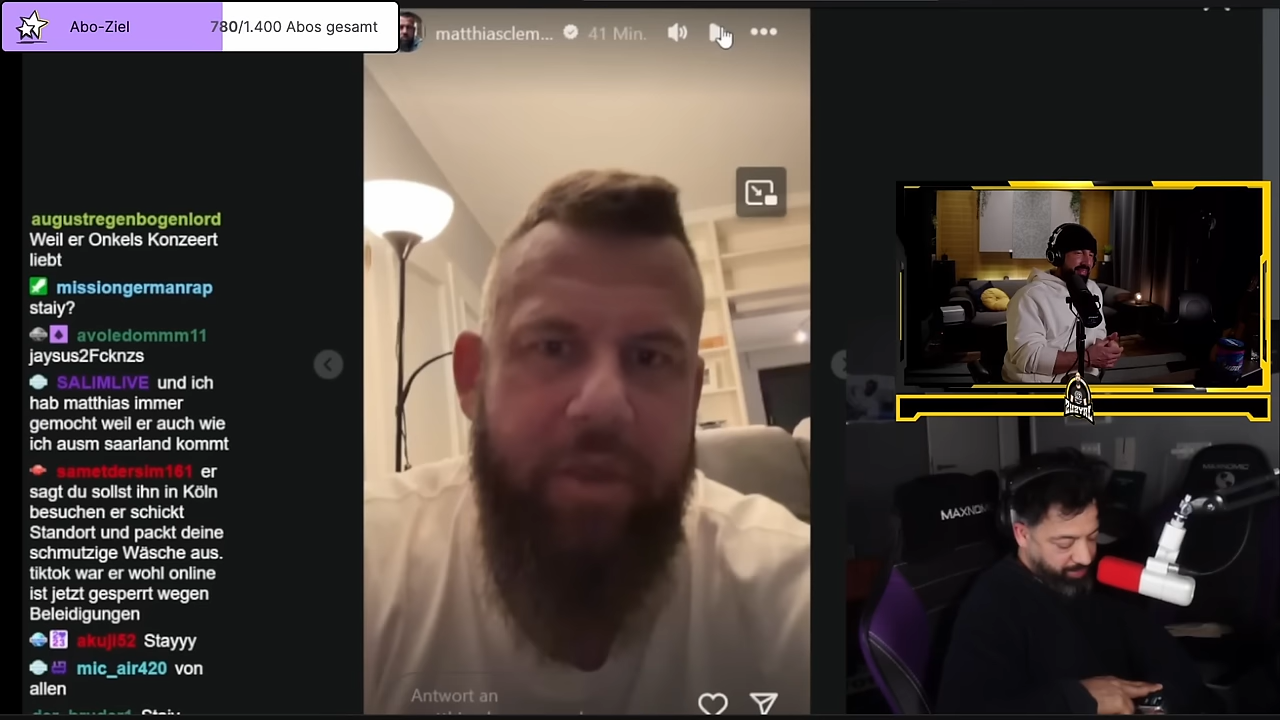 Abo-Ziel
780/1.400 Abos gesamt
matthiasclem...
41 Min.
augustregenbogenlord
Weil er Onkels Konzeert
liebt
missiongermanrap
staiy?
avoledommm11
jaysus2Fcknzs
SALIMLIVE und ich
hab matthias immer
gemocht weil er auch wie
ich ausm saarland kommt
sametdersim161 er
sagt du sollst ihn in Köln
besuchen er schickt
Standort und packt deine
schmutzige Wäsche aus.
tiktok war er wohl online
ist jetzt gesperrt wegen
Beleidigungen
akuji52 Stayyy
mic_air420 von
allen
Antwort an
MAXNOMIC